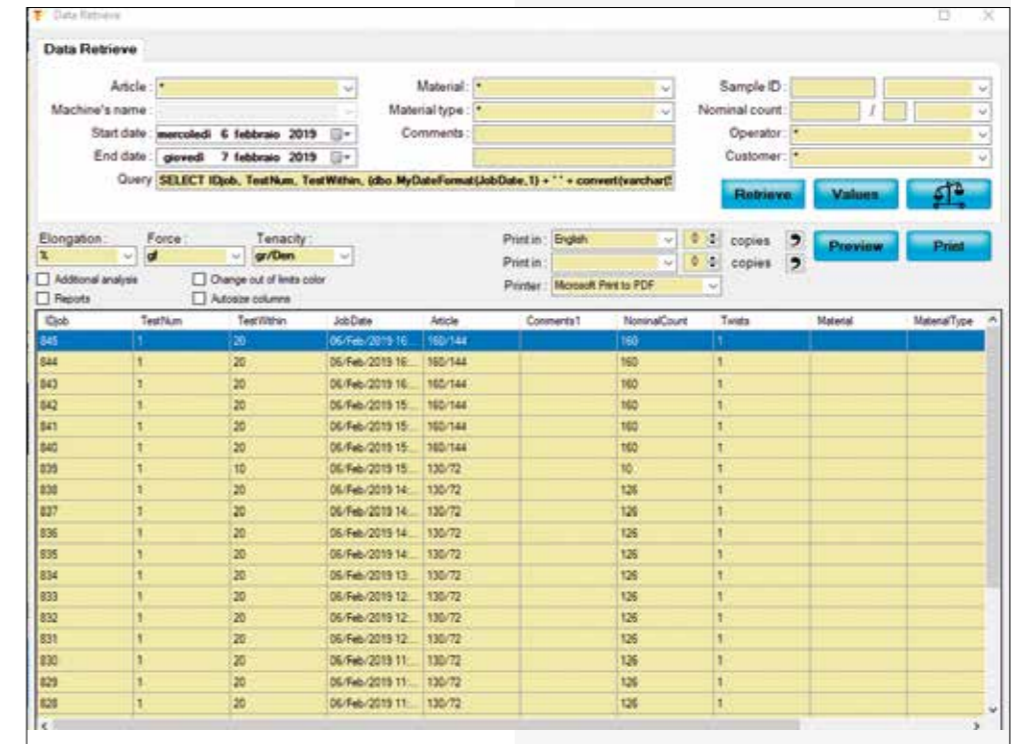 Data Retrieve
Data Retrieve
Article : * Material : * Sample ID :
Machine's name : Material type : * Nominal count : /
Start date : mercoledì 6 febbraio 2019 Comments : Operator : *
End date : giovedì 7 febbraio 2019 Customer : *
Query SELECT IDjob, TestNum, TestWithin, (dbo.MyDateFormat(JobDate,1) + ' ' + convert(varchar(
Retrieve Values
Elongation : Force : Tenacity : Print in : English 0 copies Preview Print
% gf gr/Den Print in : 0 copies
Additional analysis Change out of limits color Printer : Microsoft Print to PDF
Reports Autosize columns
IDjob TestNum TestWithin JobDate Article Comments1 NominalCount Twists Material MaterialType
845 1 20 06/Feb/2019 16... 160/144 160 1
844 1 20 06/Feb/2019 16:... 160/144 160 1
843 1 20 06/Feb/2019 16:... 160/144 160 1
842 1 20 06/Feb/2019 15:... 160/144 160 1
841 1 20 06/Feb/2019 15:... 160/144 160 1
840 1 20 06/Feb/2019 15:... 160/144 160 1
839 1 10 06/Feb/2019 15:... 130/72 10 1
838 1 20 06/Feb/2019 14:... 130/72 126 1
837 1 20 06/Feb/2019 14:... 130/72 126 1
836 1 20 06/Feb/2019 14:... 130/72 126 1
835 1 20 06/Feb/2019 14:... 130/72 126 1
834 1 20 06/Feb/2019 13:... 130/72 126 1
833 1 20 06/Feb/2019 12:... 130/72 126 1
832 1 20 06/Feb/2019 12:... 130/72 126 1
831 1 20 06/Feb/2019 12:... 130/72 126 1
830 1 20 06/Feb/2019 11:... 130/72 126 1
829 1 20 06/Feb/2019 11:... 130/72 126 1
828 1 20 06/Feb/2019 11:... 130/72 126 1